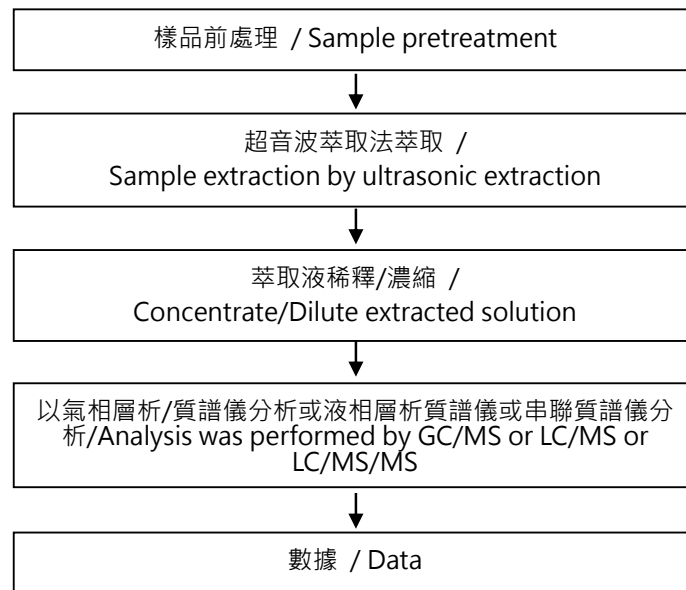 樣品前處理 / Sample pretreatment
超音波萃取法萃取 /
Sample extraction by ultrasonic extraction
萃取液稀釋/濃縮 /
Concentrate/Dilute extracted solution
以氣相層析/質譜儀分析或液相層析質譜儀或串聯質譜儀分
析/Analysis was performed by GC/MS or LC/MS or
LC/MS/MS
數據 / Data